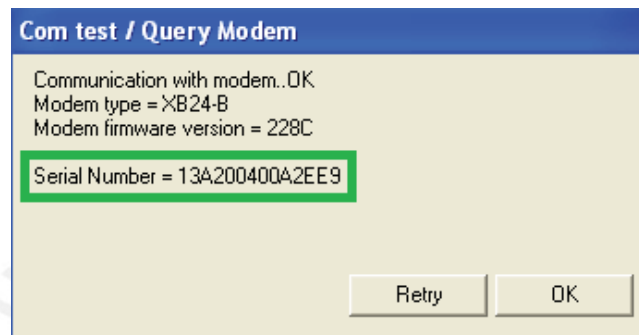 Com test / Query Modem
Communication with modem..OK
Modem type = XB24-B
Modem firmware version = 228C
Serial Number = 13A200400A2EE9
Retry
OK